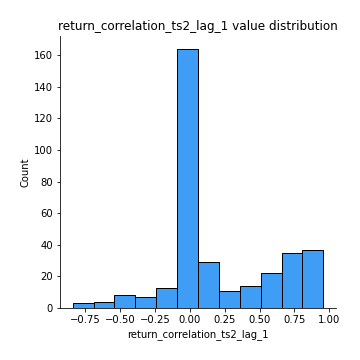 return_correlation_ts2_lag_1 value distribution
160
140
120
100
80
60
40
20
0
Count
−0.75 −0.50 −0.25 0.00 0.25 0.50 0.75 1.00
return_correlation_ts2_lag_1